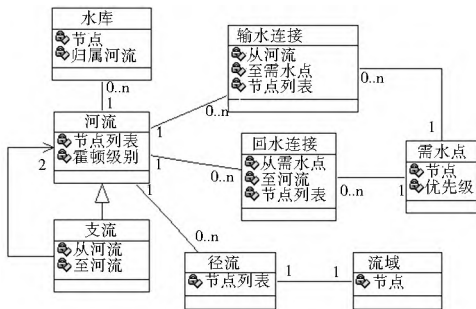 水库
节点
归属河流
0..n
1
河流
节点列表
霍顿级别
2
1
1
1
支流
从河流
至河流
输水连接
从河流
至需水点
节点列表
0..n
0..n
回水连接
从需水点
至河流
节点列表
0..n
0..n
1
1
需水点
节点
优先级
0..n
径流
节点列表
1
1
流域
节点